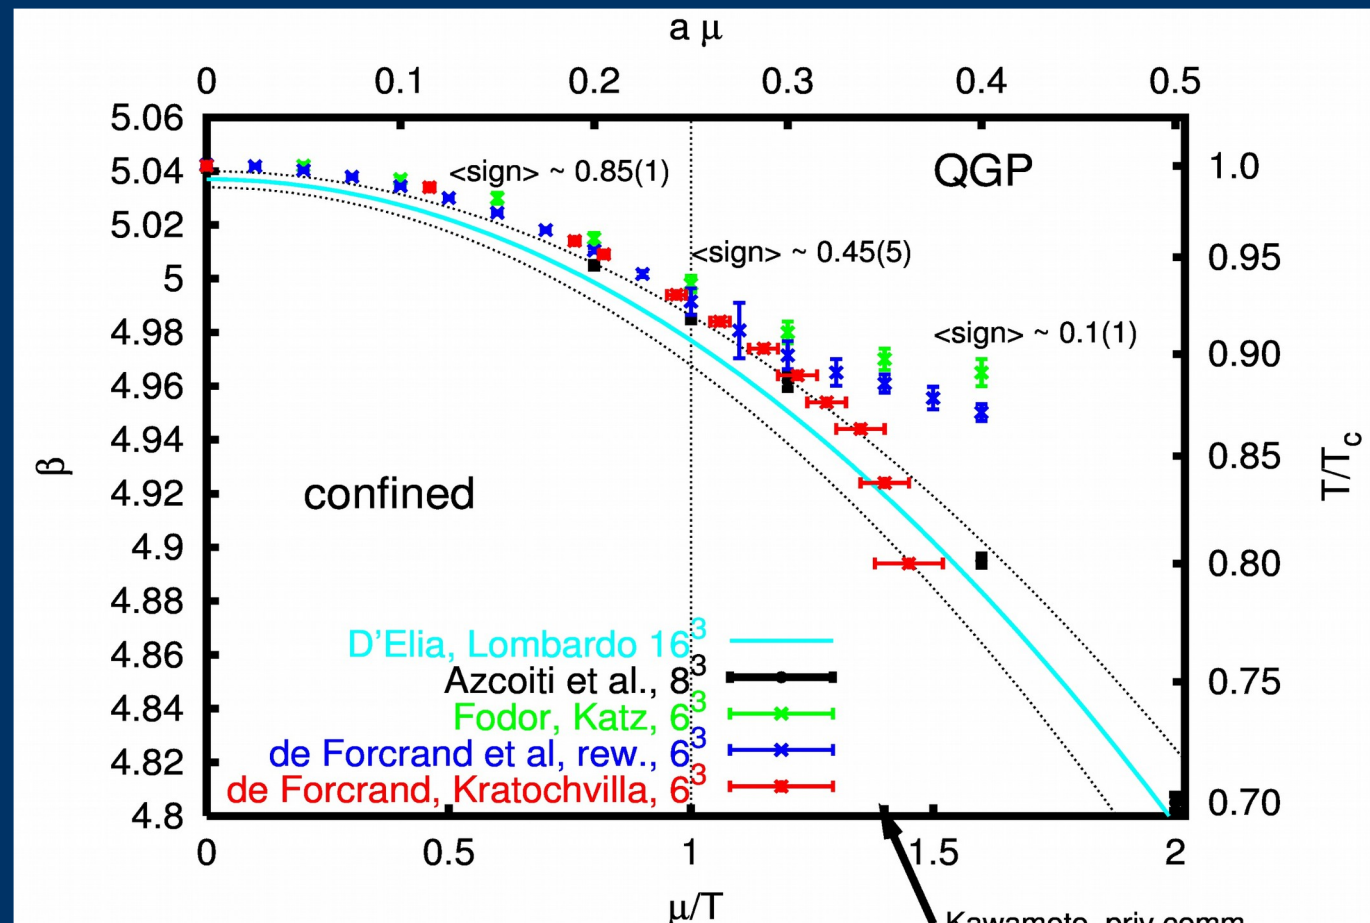 a μ
0 0.1 0.2 0.3 0.4 0.5
5.06
5.04
5.02
5
4.98
4.96
4.94
4.92
4.9
4.88
4.86
4.84
4.82
4.8
β
<sign> ~ 0.85(1)
QGP
<sign> ~ 0.45(5)
<sign> ~ 0.1(1)
confined
1.0
0.95
0.90
0.85
0.80
0.75
0.70
T/Tc
D'Elia, Lombardo 16³
Azcoiti et al., 8³
Fodor, Katz, 6³
de Forcrand et al, rew., 6³
de Forcrand, Kratochvilla, 6³
0 0.5 1 1.5 2
μ/T
Kawamoto, priv.comm.